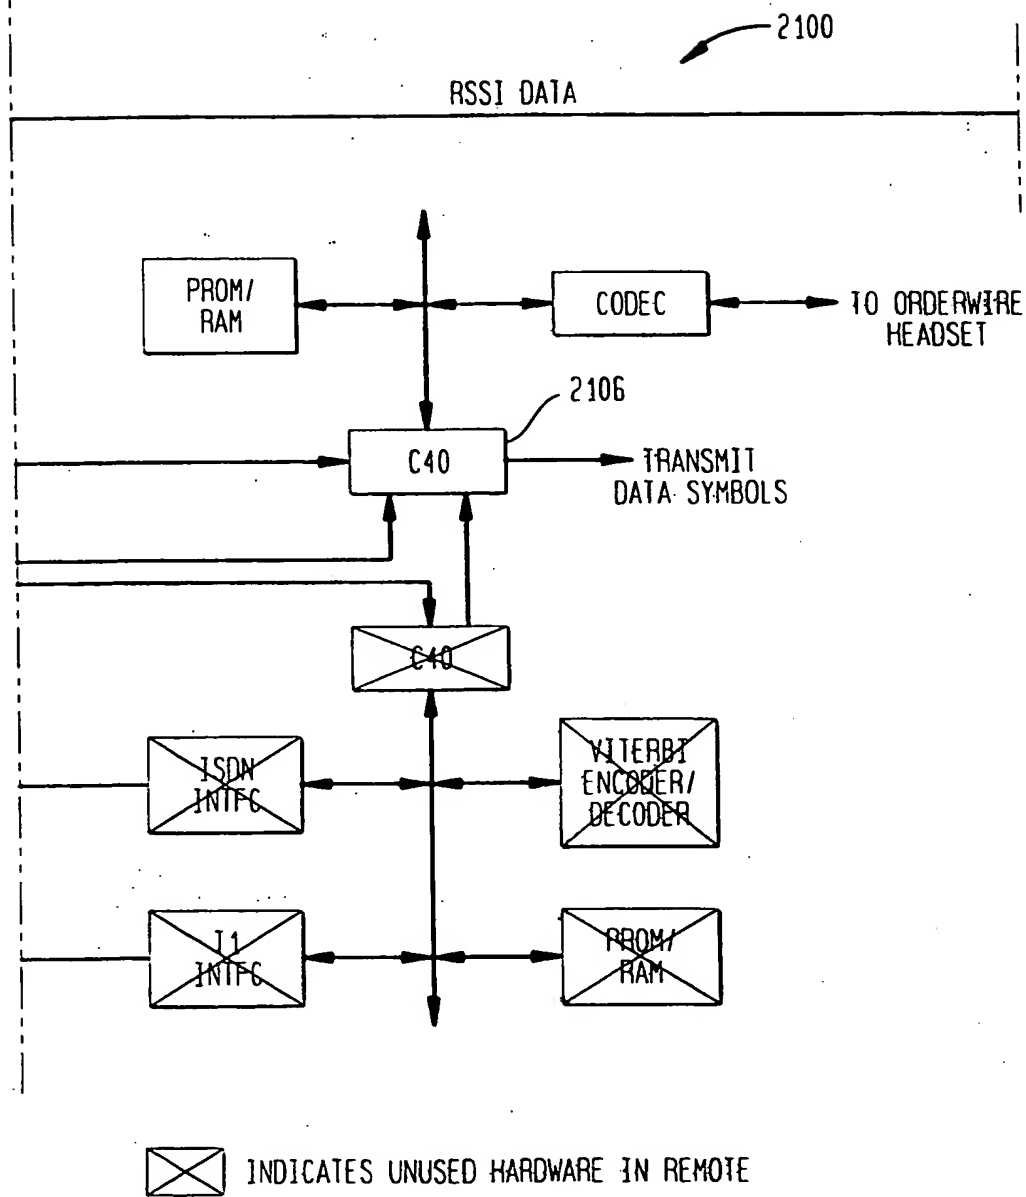 2100
RSSI DATA
PROM/
RAM
CODEC
TO ORDERWIRE
HEADSET
2106
C40
TRANSMIT
DATA SYMBOLS
C40
ISDN
INTFC
VITERBI
ENCODER/
DECODER
T1
INTFC
PROM/
RAM
INDICATES UNUSED HARDWARE IN REMOTE